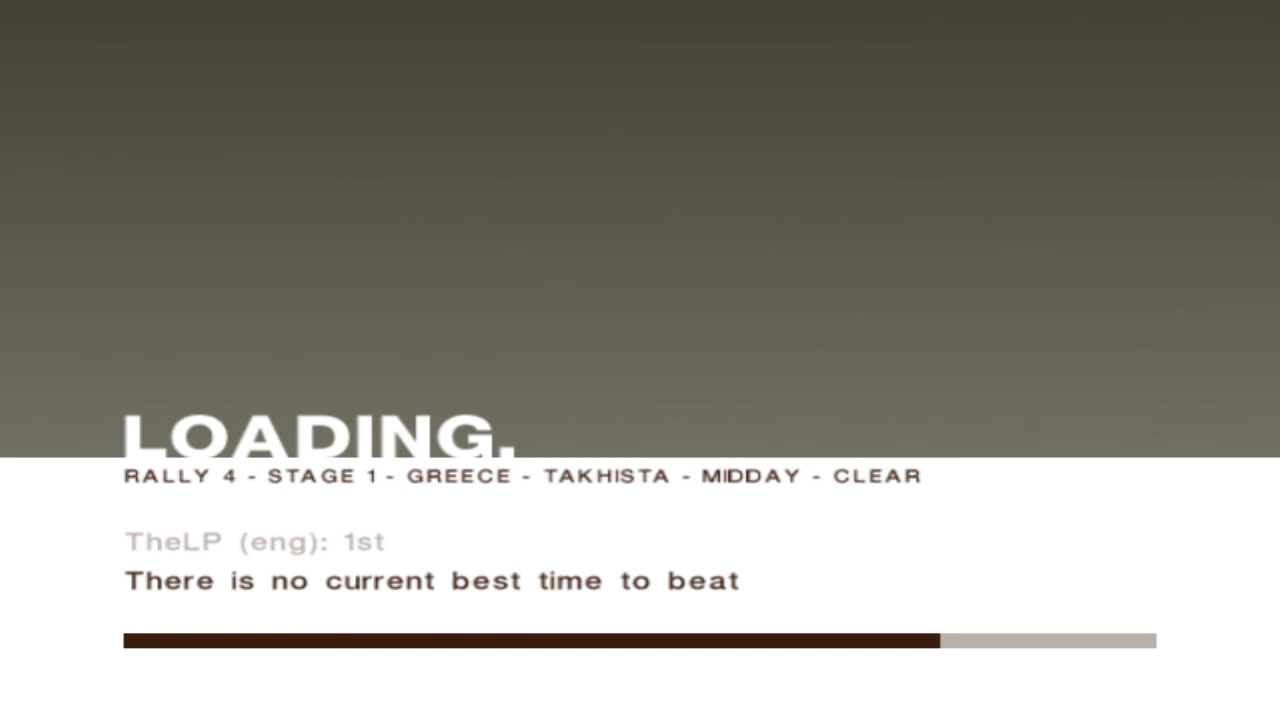 LOADING.
RALLY 4 - STAGE 1 - GREECE - TAKHISTA - MIDDAY - CLEAR
TheLP (eng): 1st
There is no current best time to beat